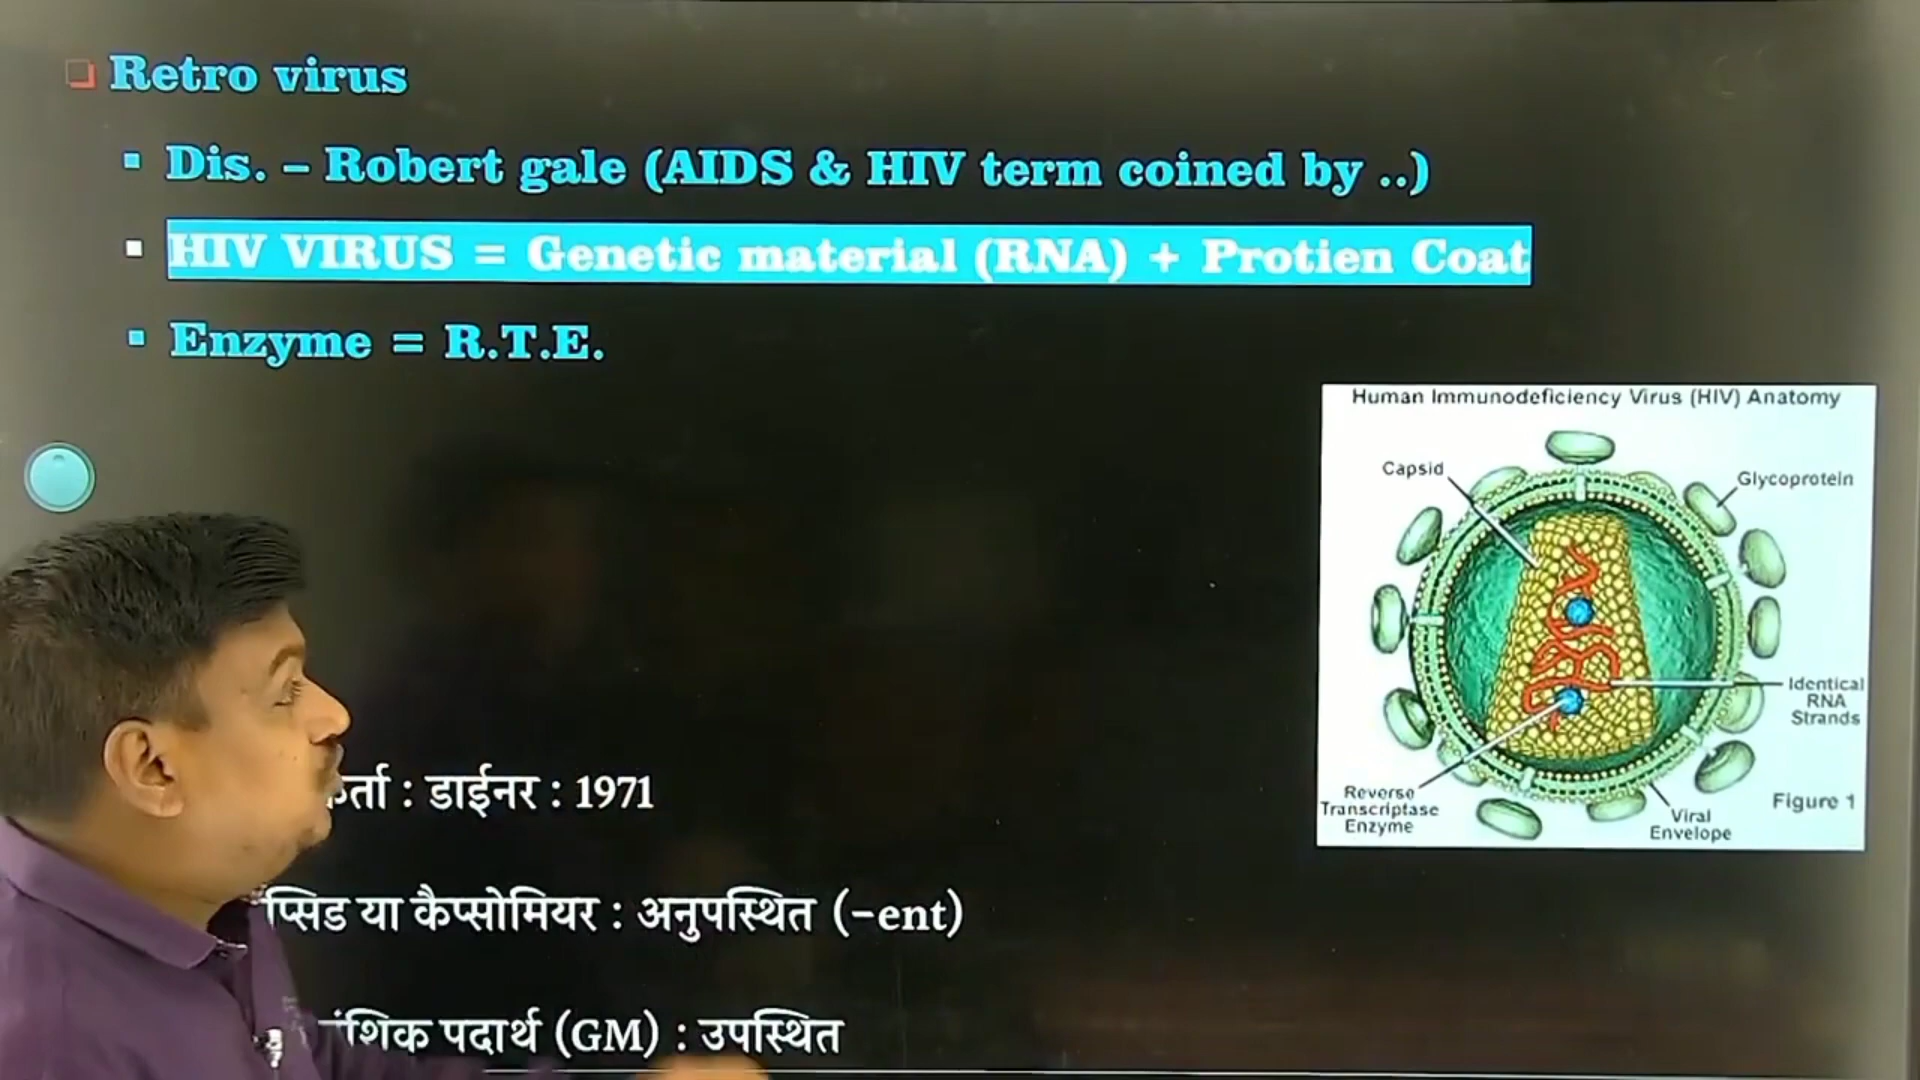 Retro virus
Dis. – Robert gale (AIDS & HIV term coined by ..)
HIV VIRUS = Genetic material (RNA) + Protien Coat
Enzyme = R.T.E.
Human Immunodeficiency Virus (HIV) Anatomy
Capsid
Glycoprotein
Identical
RNA
Strands
Reverse
Transcriptase
Enzyme
Viral
Envelope
Figure 1
: डाईनर : 1971
या कैप्सोमियर : अनुपस्थित (-ent)
पदार्थ (GM) : उपस्थित